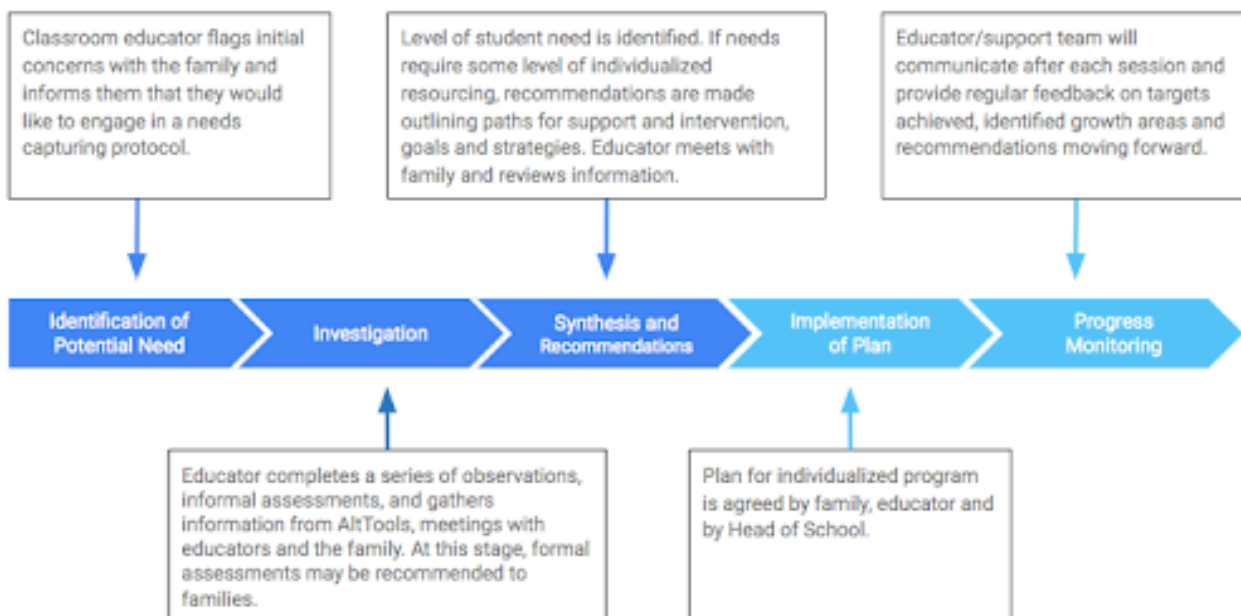 Classroom educator flags initial
concerns with the family and
informs them that they would
like to engage in a needs
capturing protocol.
Level of student need is identified. If needs
require some level of individualized
resourcing, recommendations are made
outlining paths for support and intervention,
goals and strategies. Educator meets with
family and reviews information.
Educator/support team will
communicate after each session and
provide regular feedback on targets
achieved, identified growth areas and
recommendations moving forward.
Identification of
Potential Need
Investigation
Synthesis and
Recommendations
Implementation
of Plan
Progress
Monitoring
Educator completes a series of observations,
informal assessments, and gathers
information from AltTools, meetings with
educators and the family. At this stage, formal
assessments may be recommended to
families.
Plan for individualized program
is agreed by family, educator and
by Head of School.